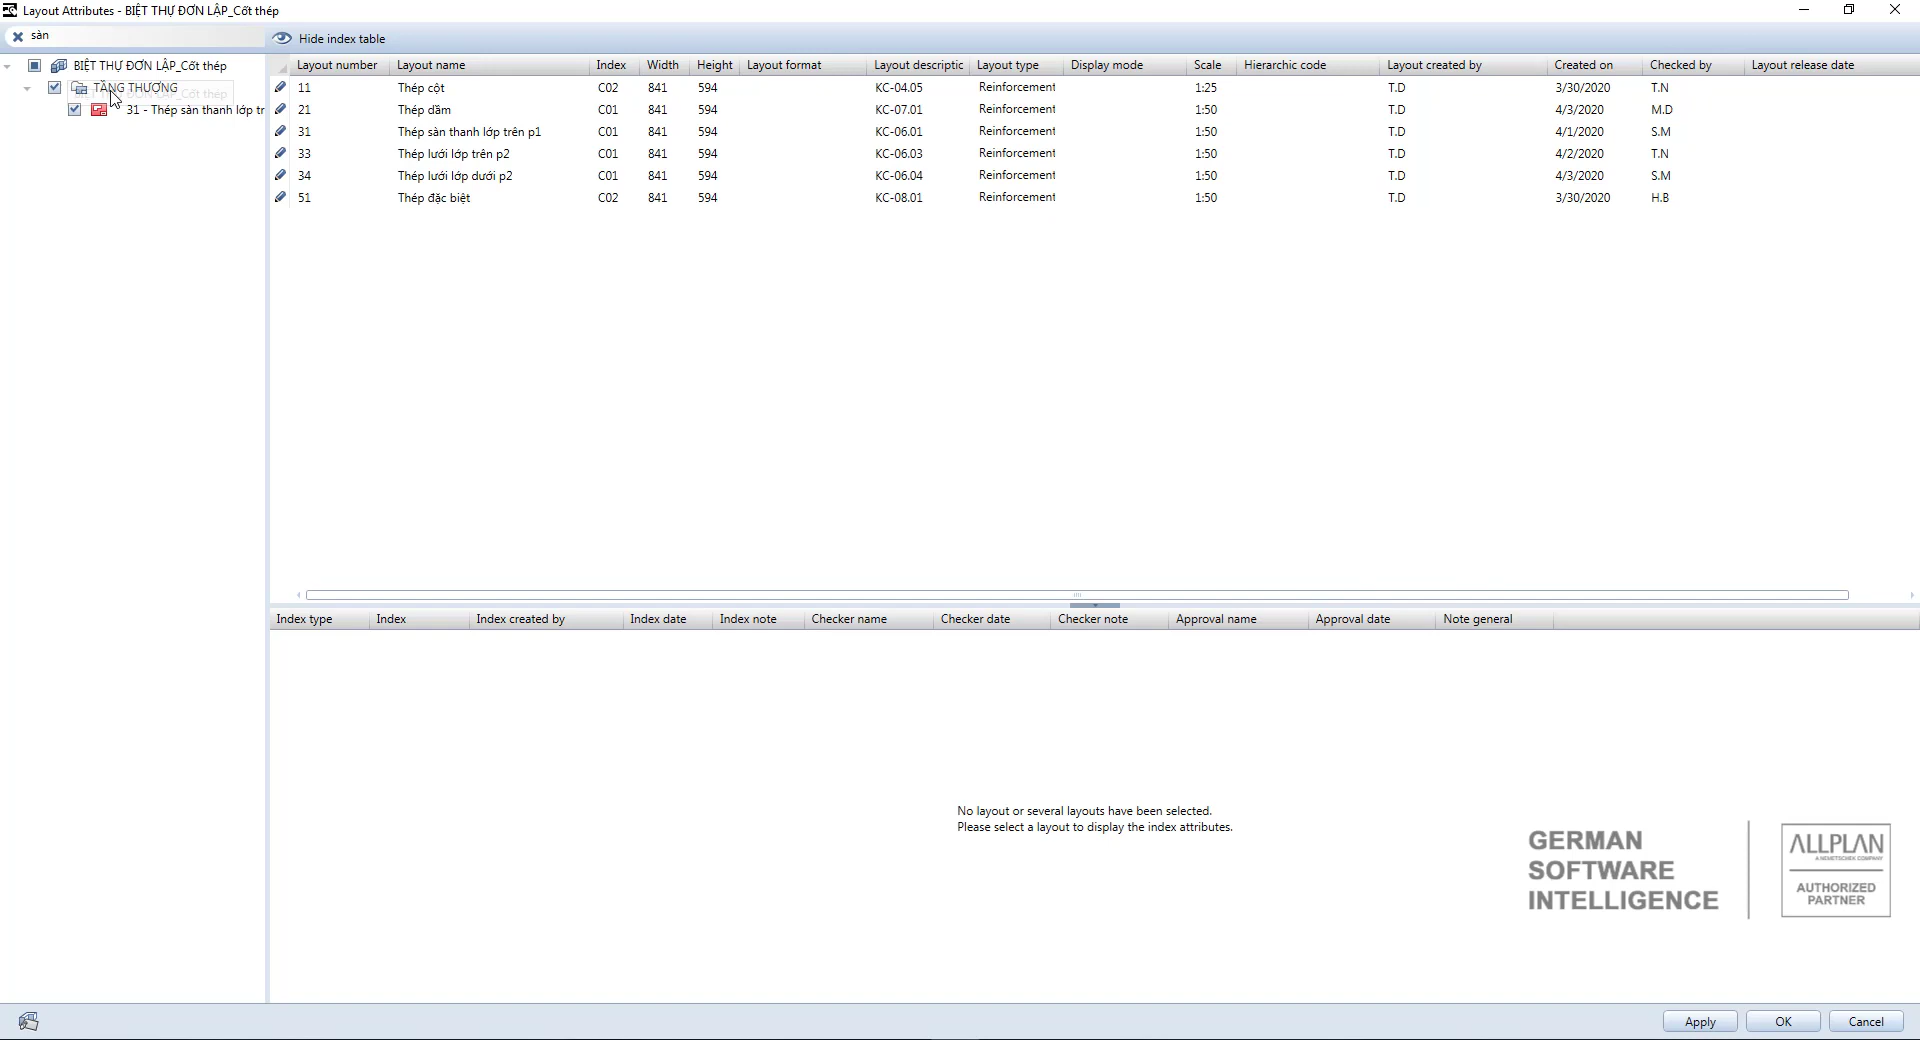 Layout Attributes - BIỆT THỰ ĐƠN LẬP_Cốt thép
sàn
Hide index table
BIỆT THỰ ĐƠN LẬP_Cốt thép
TẦNG THƯỢNG
31 - Thép sàn thanh lớp tr
Layout number Layout name Index Width Height Layout format Layout descriptic Layout type Display mode Scale Hierarchic code Layout created by Created on Checked by Layout release date
11 Thép cột C02 841 594 KC-04.05 Reinforcement 1:25 T.D 3/30/2020 T.N
21 Thép dầm C01 841 594 KC-07.01 Reinforcement 1:50 T.D 4/3/2020 M.D
31 Thép sàn thanh lớp trên p1 C01 841 594 KC-06.01 Reinforcement 1:50 T.D 4/1/2020 S.M
33 Thép lưới lớp trên p2 C01 841 594 KC-06.03 Reinforcement 1:50 T.D 4/2/2020 T.N
34 Thép lưới lớp dưới p2 C01 841 594 KC-06.04 Reinforcement 1:50 T.D 4/3/2020 S.M
51 Thép đặc biệt C02 841 594 KC-08.01 Reinforcement 1:50 T.D 3/30/2020 H.B
Index type Index Index created by Index date Index note Checker name Checker date Checker note Approval name Approval date Note general
No layout or several layouts have been selected.
Please select a layout to display the index attributes.
GERMAN
SOFTWARE
INTELLIGENCE
ALLPLAN
A NEMETSCHEK COMPANY
AUTHORIZED
PARTNER
Apply OK Cancel